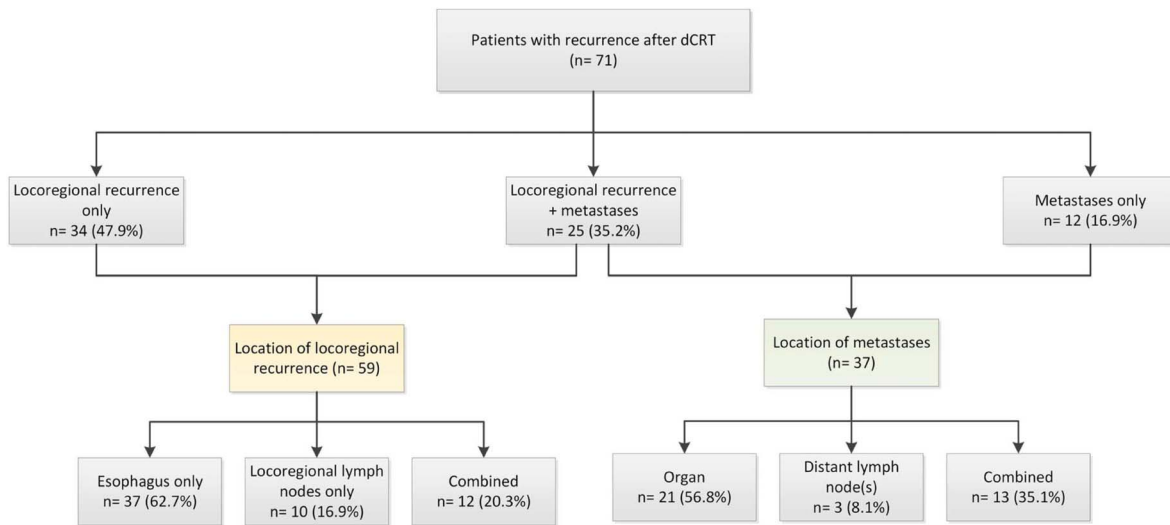 Patients with recurrence after dCRT
(n= 71)
Locoregional recurrence
only
n= 34 (47.9%)
Locoregional recurrence
+ metastases
n= 25 (35.2%)
Metastases only
n= 12 (16.9%)
Location of locoregional
recurrence (n= 59)
Location of metastases
(n= 37)
Esophagus only
n= 37 (62.7%)
Locoregional lymph
nodes only
n= 10 (16.9%)
Combined
n= 12 (20.3%)
Organ
n= 21 (56.8%)
Distant lymph
node(s)
n= 3 (8.1%)
Combined
n= 13 (35.1%)